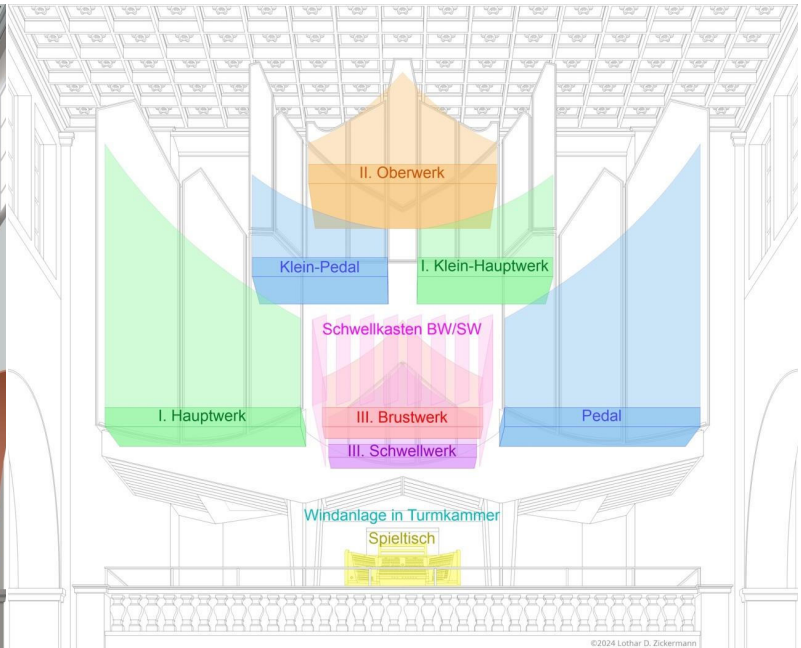 II. Oberwerk
Klein-Pedal
I. Klein-Hauptwerk
Schwellkasten BW/SW
I. Hauptwerk
III. Brustwerk
Pedal
III. Schwellwerk
Windanlage in Turmkammer
Spieltisch
©2024 Lothar D. Zickermann